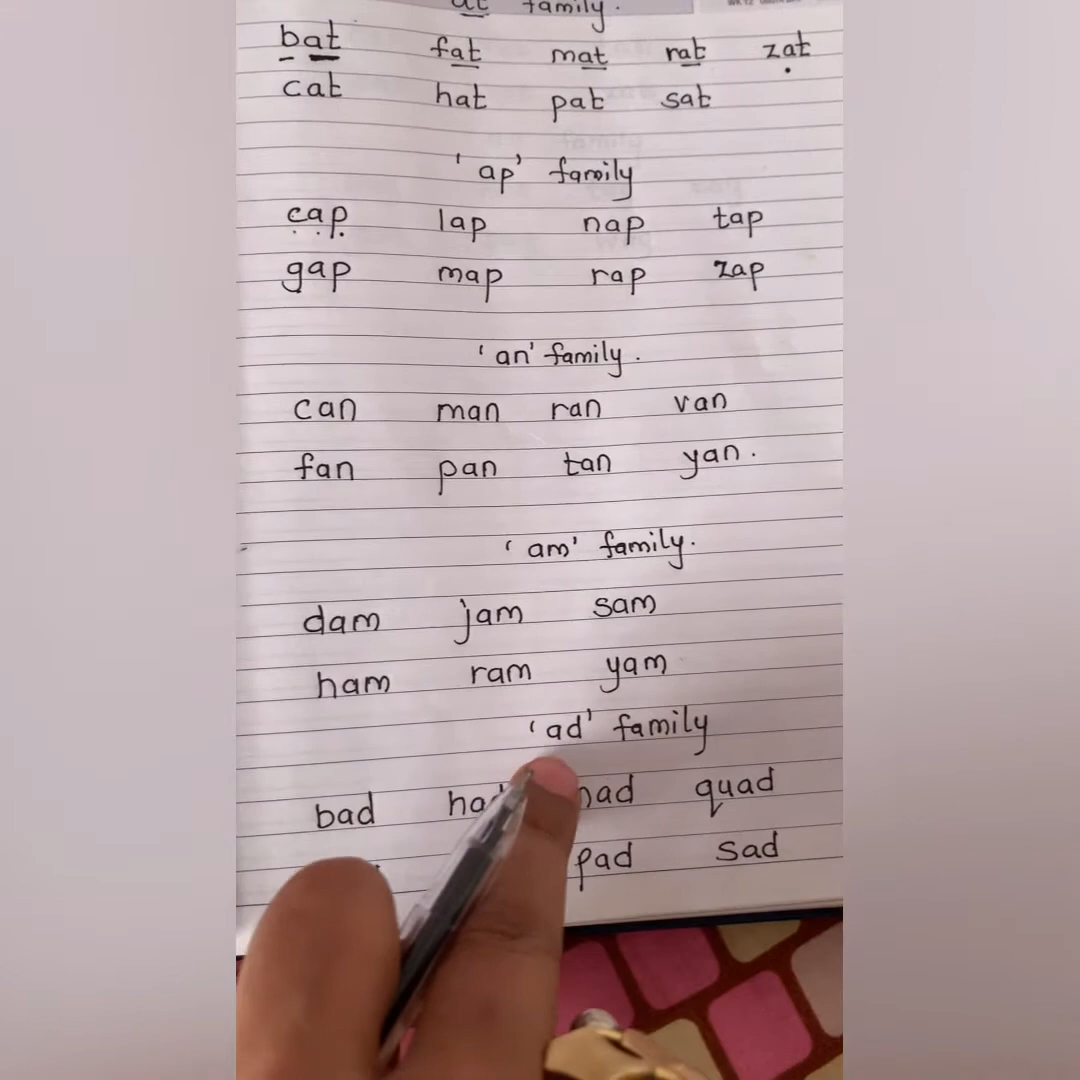 at family.
bat fat mat rat zat
cat hat pat sat
'ap' family
cap lap nap tap
gap map rap zap
'an' family.
can man ran van
fan pan tan yan.
'am' family.
dam jam sam
ham ram yam
'ad' family
bad quad
pad sad